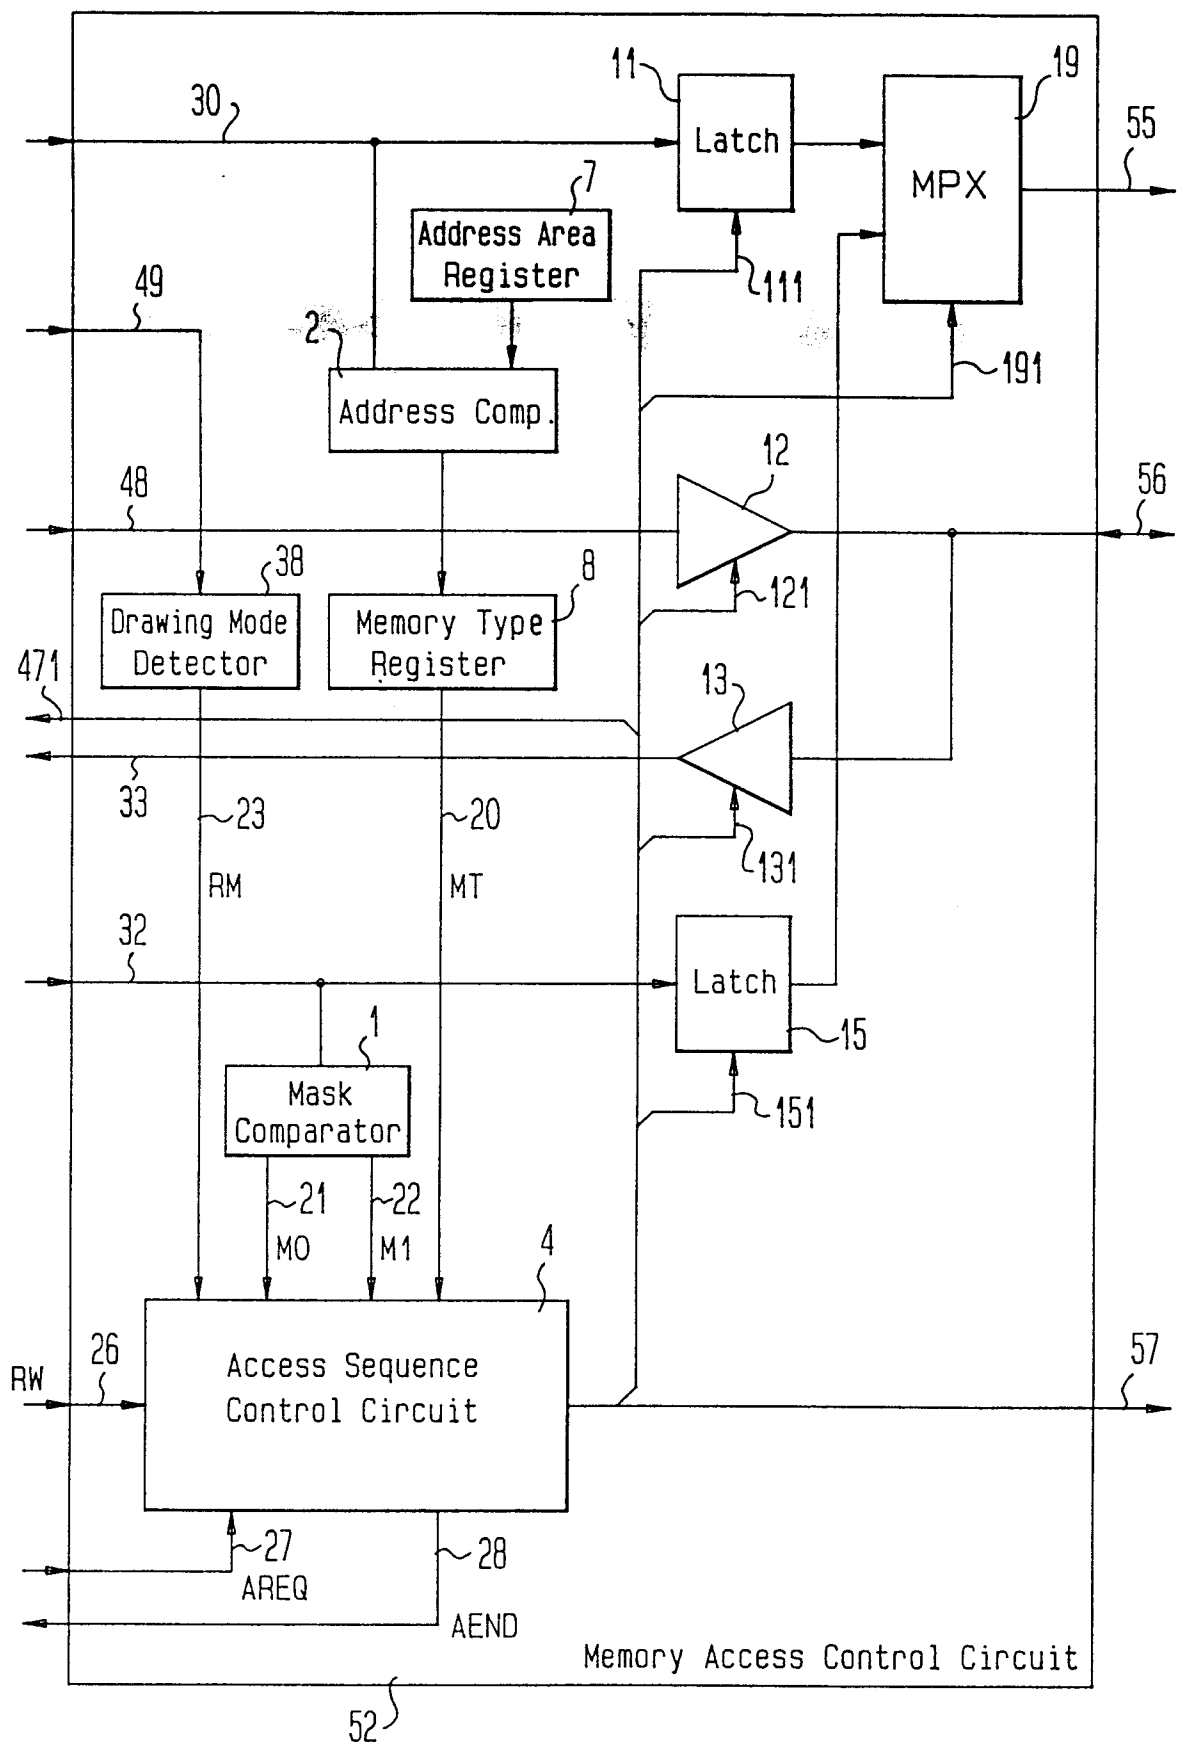 11
19
30
55
Latch
MPX
7
Address Area
Register
111
49
2
191
Address Comp.
12
48
56
38
8
121
Drawing Mode
Detector
Memory Type
Register
471
13
33
23
20
131
RM
MT
32
Latch
1
15
Mask
Comparator
151
21
22
M0
M1
4
RW
26
Access Sequence
Control Circuit
57
27
28
AREQ
AEND
Memory Access Control Circuit
52